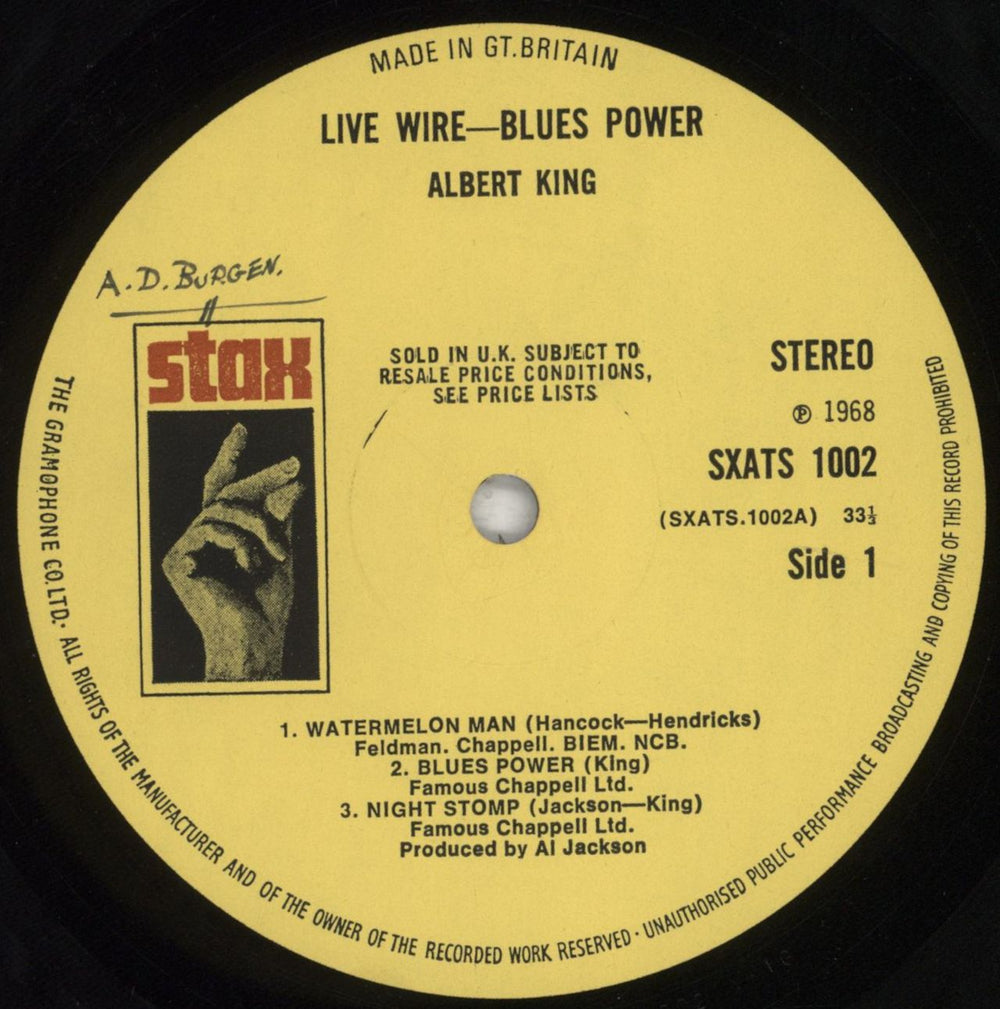 MADE IN GT.BRITAIN
LIVE WIRE—BLUES POWER
ALBERT KING
A.D.BURGEN.
stax
SOLD IN U.K. SUBJECT TO
RESALE PRICE CONDITIONS,
SEE PRICE LISTS
STEREO
℗ 1968
SXATS 1002
(SXATS.1002A) 33⅓
Side 1
1. WATERMELON MAN (Hancock—Hendricks)
Feldman. Chappell. BIEM. NCB.
2. BLUES POWER (King)
Famous Chappell Ltd.
3. NIGHT STOMP (Jackson—King)
Famous Chappell Ltd.
Produced by Al Jackson
THE GRAMOPHONE CO.LTD· ALL RIGHTS OF THE MANUFACTURER AND OF THE OWNER OF THE RECORDED WORK RESERVED · UNAUTHORISED PUBLIC PERFORMANCE BROADCASTING AND COPYING OF THIS RECORD PROHIBITED